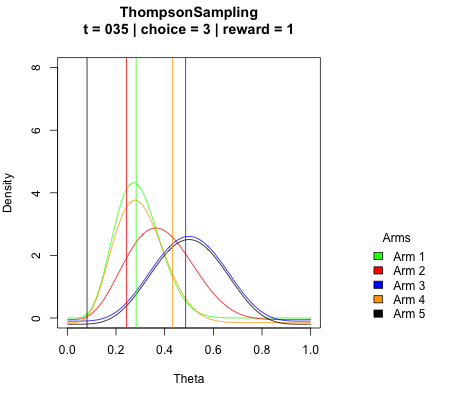 ThompsonSampling
t = 035 | choice = 3 | reward = 1
8
6
4
2
0
Density
0.0 0.2 0.4 0.6 0.8 1.0
Theta
Arms
Arm 1
Arm 2
Arm 3
Arm 4
Arm 5